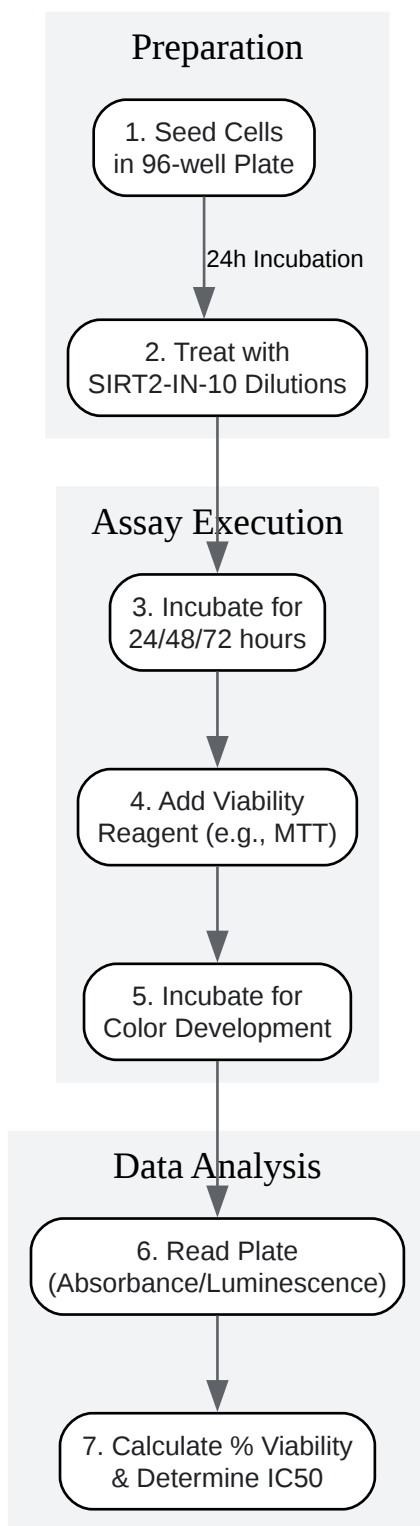 Preparation
1. Seed Cells
in 96-well Plate
24h Incubation
2. Treat with
SIRT2-IN-10 Dilutions
Assay Execution
3. Incubate for
24/48/72 hours
4. Add Viability
Reagent (e.g., MTT)
5. Incubate for
Color Development
Data Analysis
6. Read Plate
(Absorbance/Luminescence)
7. Calculate % Viability
& Determine IC50